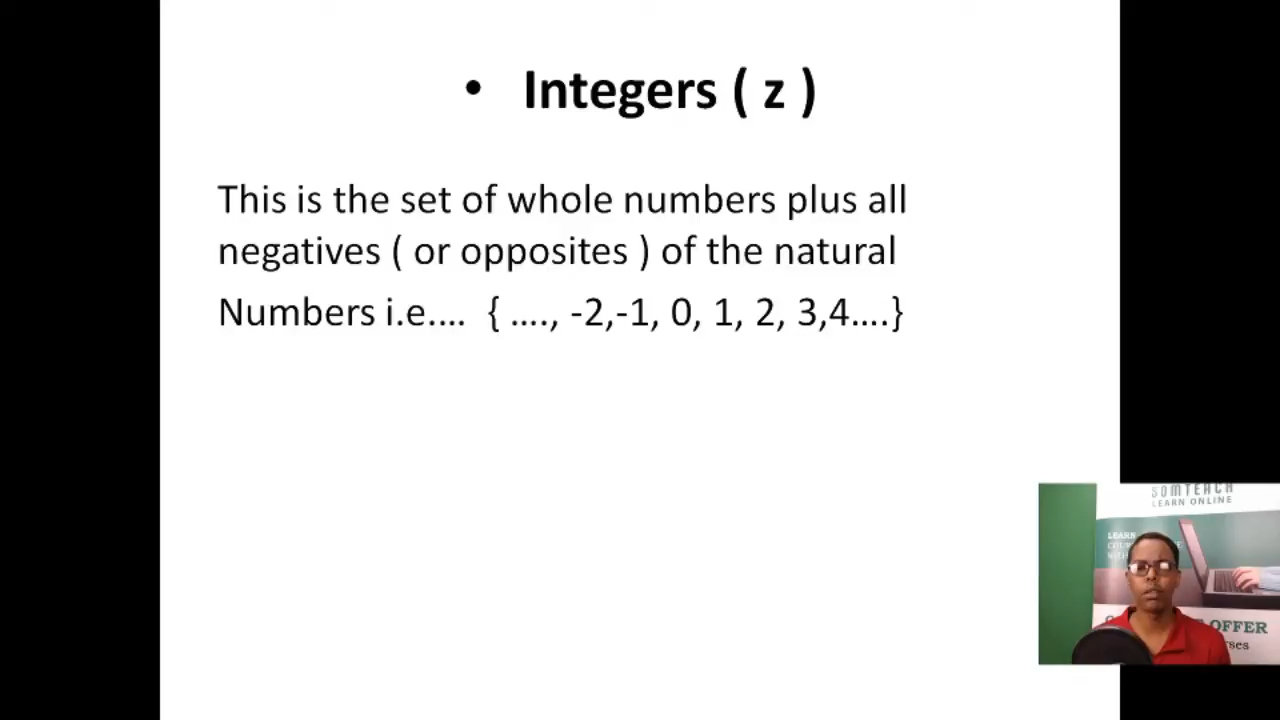 • Integers ( z )
This is the set of whole numbers plus all
negatives ( or opposites ) of the natural
Numbers i.e.... { ...., -2,-1, 0, 1, 2, 3,4....}
SOMTEACH
LEARN ONLINE
LEARN
OFFER